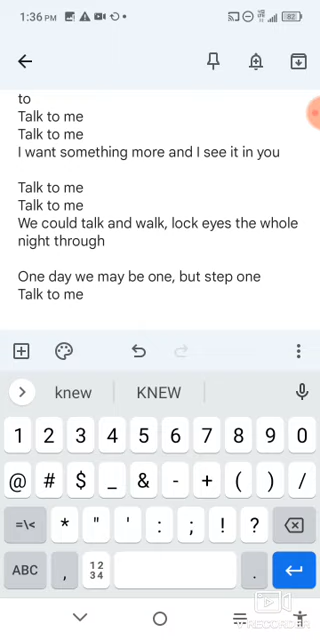 1:36 PM
82
to
Talk to me
Talk to me
I want something more and I see it in you
Talk to me
Talk to me
We could talk and walk, lock eyes the whole
night through
One day we may be one, but step one
Talk to me
knew KNEW
1 2 3 4 5 6 7 8 9 0
@ # $ _ & - + ( ) /
=\< * " ' : ; ! ?
ABC , 12 34 .
RECORDER